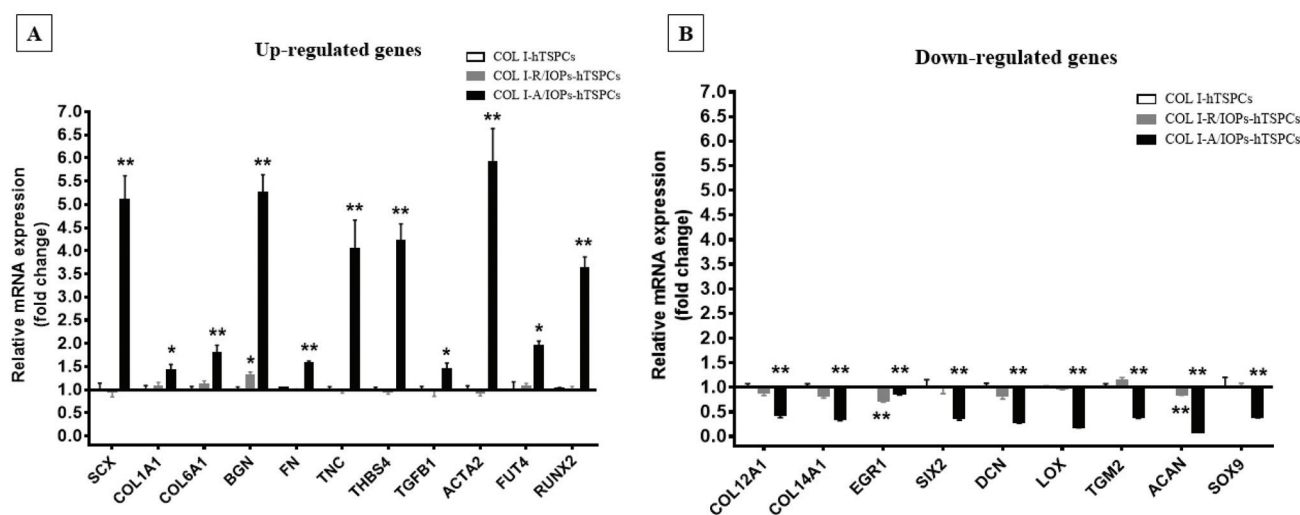 A
Up-regulated genes
COL I-hTSPCs
COL I-R/IOPs-hTSPCs
COL I-A/IOPs-hTSPCs
Relative mRNA expression
(fold change)
7.0
6.5
6.0
5.5
5.0
4.5
4.0
3.5
3.0
2.5
2.0
1.5
1.0
0.5
0.0
** * ** * ** ** ** ** * ** * **
SCX COL1A1 COL6A1 BGN FN TNC THBS4 TGFB1 ACTA2 FUT4 RUNX2
B
Down-regulated genes
COL I-hTSPCs
COL I-R/IOPs-hTSPCs
COL I-A/IOPs-hTSPCs
Relative mRNA expression
(fold change)
7.0
6.5
6.0
5.5
5.0
4.5
4.0
3.5
3.0
2.5
2.0
1.5
1.0
0.5
0.0
** ** ** ** ** ** ** ** **
** **
COL12A1 COL14A1 EGR1 SIX2 DCN LOX TGM2 ACAN SOX9